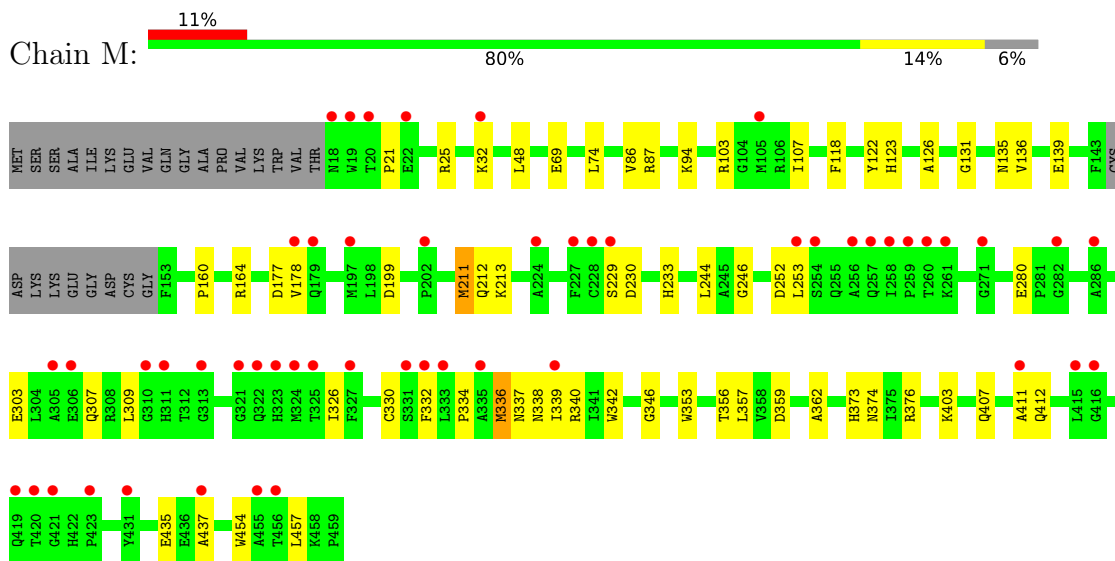 11%
Chain M:
80% 14% 6%
MET SER SER ALA ILE LYS GLU VAL GLN GLY ALA PRO VAL LYS TRP VAL THR N18 W19 T20 P21 E22 R25 K32 L48 E69 L74 V86 R87 K94 R103 G104 M105 R106 I107 F118 Y122 H123 A126 G131 N135 V136 E139 F143 CYS
ASP LYS LYS GLU GLY ASP CYS GLY F153 P160 R164 D177 V178 Q179 M197 L198 D199 P202 M211 Q212 K213 A224 F227 C228 S229 D230 H233 L244 A245 G246 D252 L253 S254 Q255 A256 Q257 I258 P259 T260 K261 G271 E280 P281 G282 A286
E303 L304 A305 E306 Q307 R308 L309 G310 H311 T312 G313 G321 Q322 H323 M324 T325 I326 F327 C330 S331 F332 L333 P334 A335 M336 N337 N338 I339 R340 I341 W342 G346 W353 T356 L357 V358 D359 A362 H373 N374 I375 R376 K403 Q407 A411 Q412 L415 G416
Q419 T420 G421 H422 P423 Y431 E435 E436 A437 W454 A455 T456 L457 K458 P459